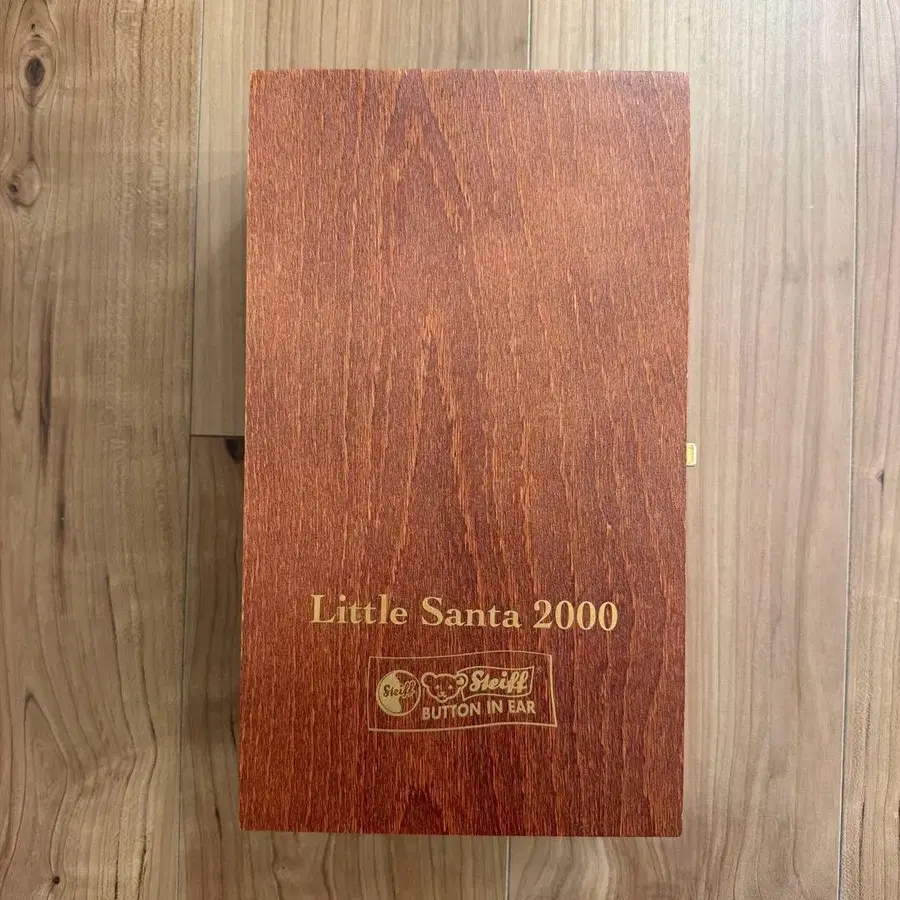 Little Santa 2000
Steiff Steiff
BUTTON IN EAR